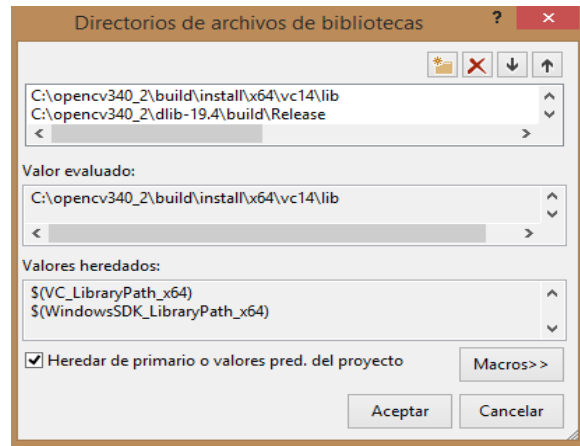 Directorios de archivos de bibliotecas
?
C:\opencv340_2\build\install\x64\vc14\lib
C:\opencv340_2\dlib-19.4\build\Release
Valor evaluado:
C:\opencv340_2\build\install\x64\vc14\lib
Valores heredados:
$(VC_LibraryPath_x64)
$(WindowsSDK_LibraryPath_x64)
Heredar de primario o valores pred. del proyecto
Macros>>
Aceptar
Cancelar